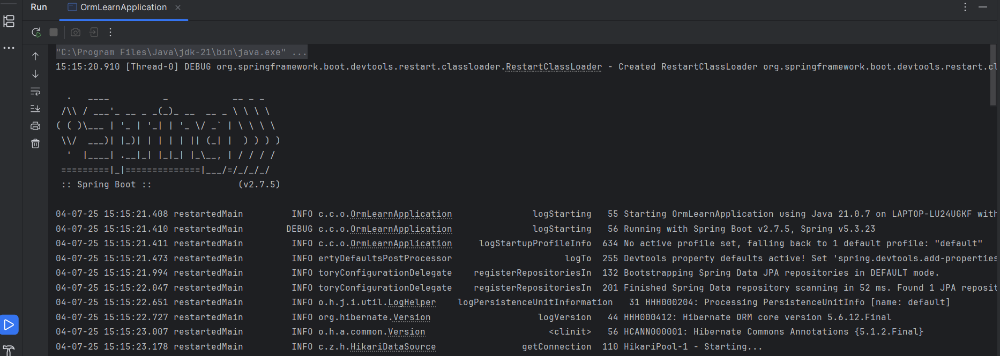 Run OrmLearnApplication
"C:\Program Files\Java\jdk-21\bin\java.exe" ...
15:15:20.910 [Thread-0] DEBUG org.springframework.boot.devtools.restart.classloader.RestartClassLoader - Created RestartClassLoader org.springframework.boot.devtools.restart.cl
  .   ____          _            __ _ _
 /\\ / ___'_ __ _ _(_)_ __  __ _ \ \ \ \
( ( )\___ | '_ | '_| | '_ \/ _` | \ \ \ \
 \\/  ___)| |_)| | | | | || (_| |  ) ) ) )
  '  |____| .__|_| |_|_| |_\__, | / / / /
 =========|_|==============|___/=/_/_/_/
 :: Spring Boot ::                (v2.7.5)
04-07-25 15:15:21.408 restartedMain         INFO c.c.o.OrmLearnApplication               logStarting   55 Starting OrmLearnApplication using Java 21.0.7 on LAPTOP-LU24UGKF with
04-07-25 15:15:21.410 restartedMain        DEBUG c.c.o.OrmLearnApplication               logStarting   56 Running with Spring Boot v2.7.5, Spring v5.3.23
04-07-25 15:15:21.411 restartedMain         INFO c.c.o.OrmLearnApplication     logStartupProfileInfo  634 No active profile set, falling back to 1 default profile: "default"
04-07-25 15:15:21.473 restartedMain         INFO ertyDefaultsPostProcessor                     logTo  255 Devtools property defaults active! Set 'spring.devtools.add-properties
04-07-25 15:15:21.994 restartedMain         INFO toryConfigurationDelegate    registerRepositoriesIn  132 Bootstrapping Spring Data JPA repositories in DEFAULT mode.
04-07-25 15:15:22.047 restartedMain         INFO toryConfigurationDelegate    registerRepositoriesIn  201 Finished Spring Data repository scanning in 52 ms. Found 1 JPA reposit
04-07-25 15:15:22.651 restartedMain         INFO o.h.j.i.util.LogHelper    logPersistenceUnitInformation   31 HHH000204: Processing PersistenceUnitInfo [name: default]
04-07-25 15:15:22.727 restartedMain         INFO org.hibernate.Version                    logVersion   44 HHH000412: Hibernate ORM core version 5.6.12.Final
04-07-25 15:15:23.007 restartedMain         INFO o.h.a.common.Version                       <clinit>   56 HCANN000001: Hibernate Commons Annotations {5.1.2.Final}
04-07-25 15:15:23.178 restartedMain         INFO c.z.h.HikariDataSource                getConnection  110 HikariPool-1 - Starting...